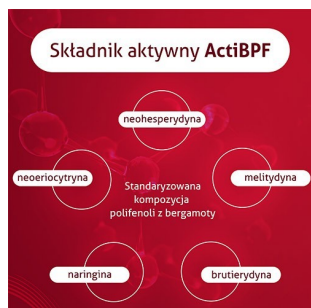 Składnik aktywny ActiBPF
neohesperydyna
neoeriocytryna
melitydyna
Standaryzowana
kompozycja
polifenoli z bergamoty
naringina
brutierydyna